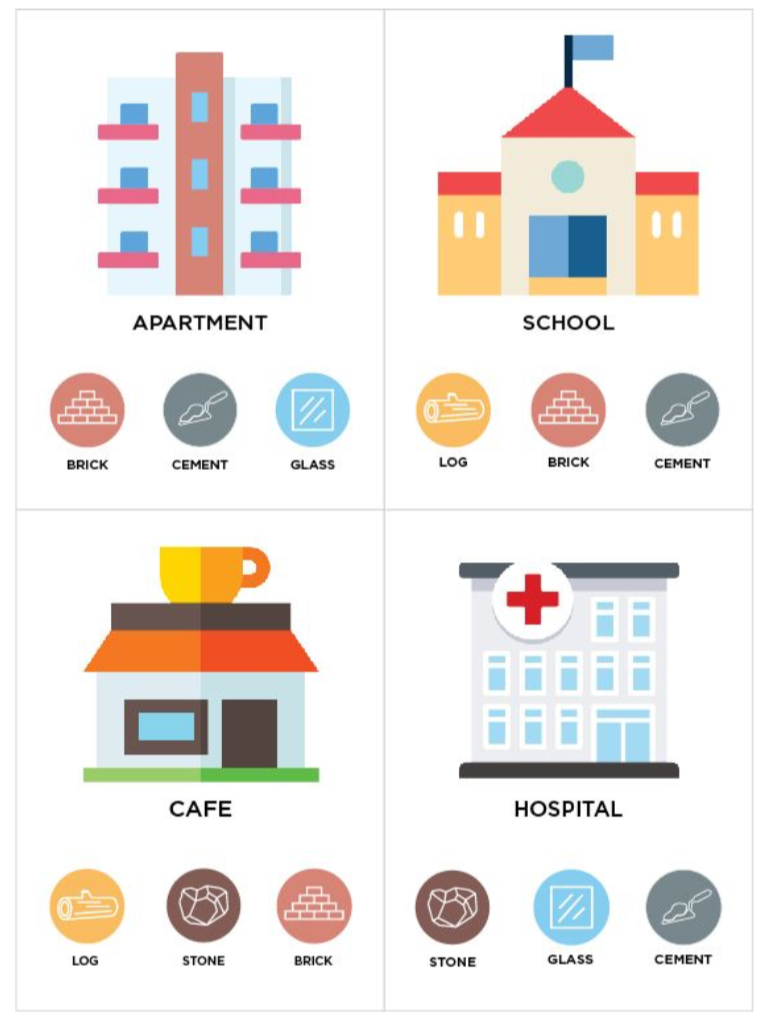 APARTMENT
BRICK CEMENT GLASS
SCHOOL
LOG BRICK CEMENT
CAFE
LOG STONE BRICK
HOSPITAL
STONE GLASS CEMENT